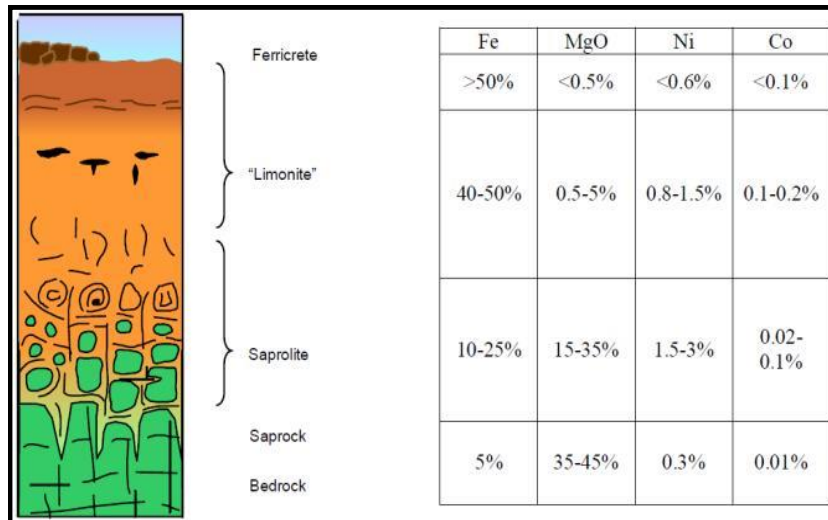 Ferricrete
"Limonite"
Saprolite
Saprock
Bedrock
Fe MgO Ni Co
>50% <0.5% <0.6% <0.1%
40-50% 0.5-5% 0.8-1.5% 0.1-0.2%
10-25% 15-35% 1.5-3% 0.02-
0.1%
5% 35-45% 0.3% 0.01%